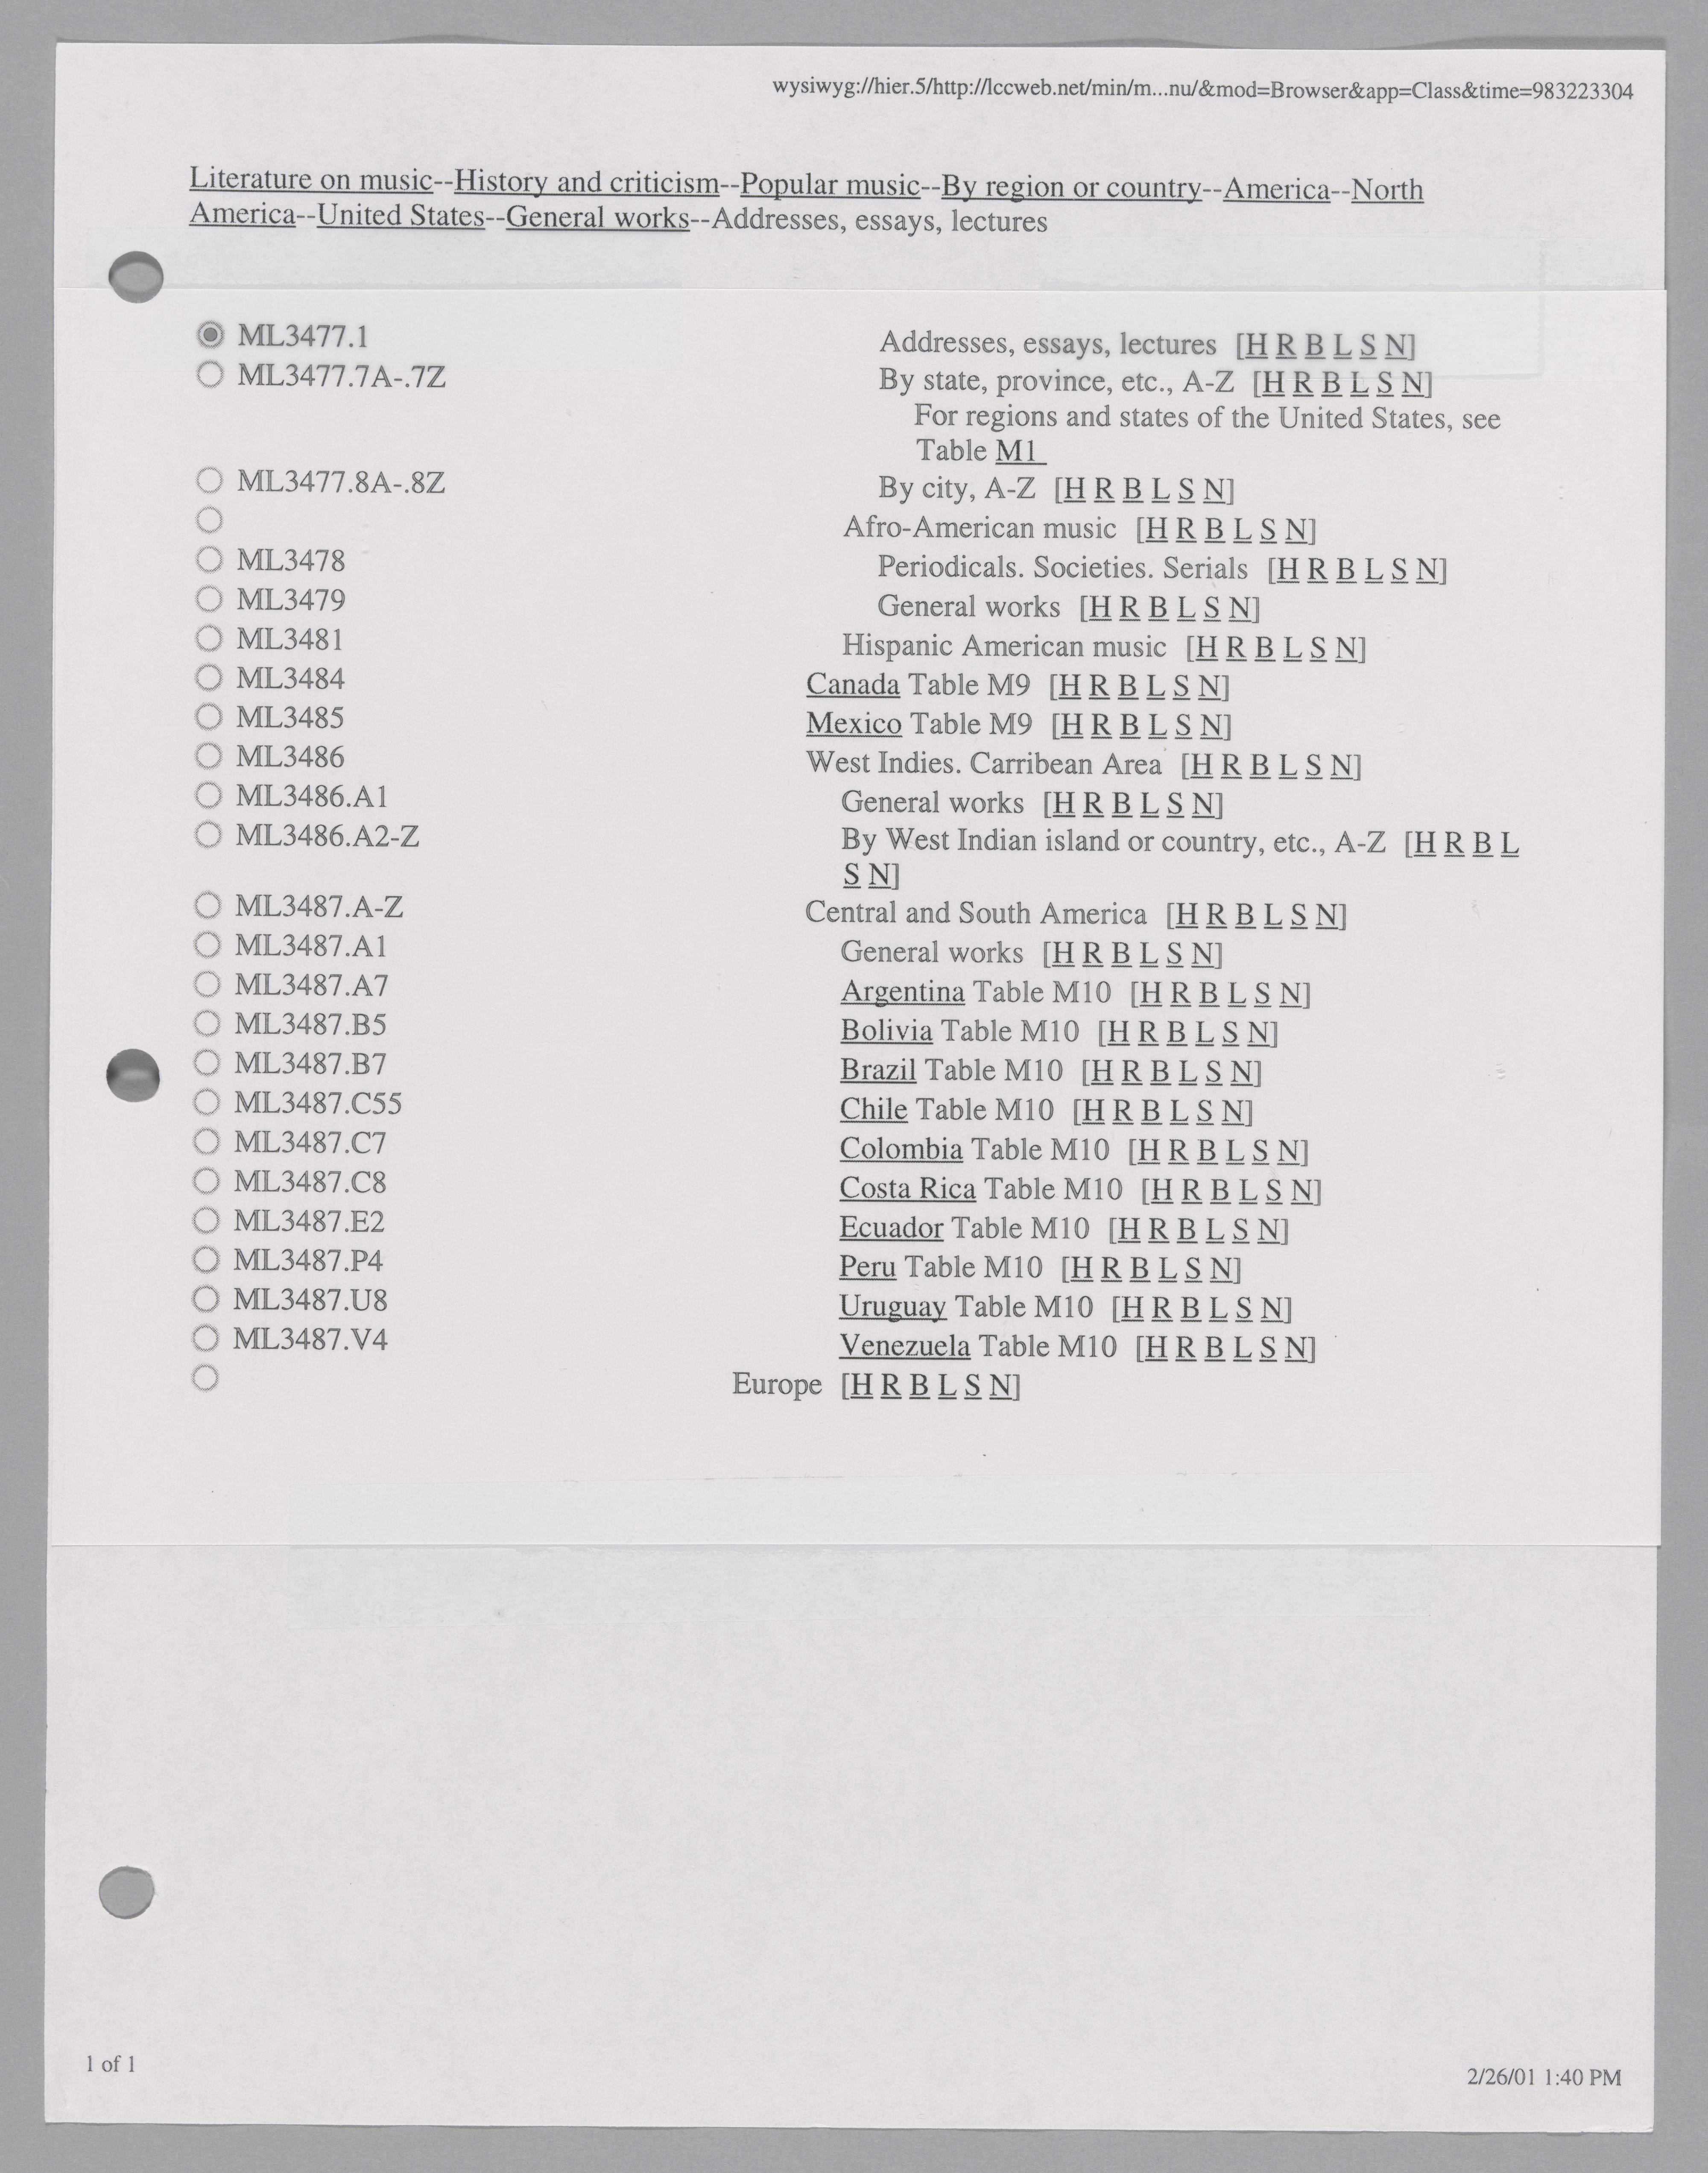 wysiwyg://hier.5/http://lccweb.net/min/m...nu/&mod=Browser&app=Class&time=983223304
Literature on music--History and criticism--Popular music--By region or country--America--North
America--United States--General works--Addresses, essays, lectures
ML3477.1 Addresses, essays, lectures [H R B L S N]
ML3477.7A-.7Z By state, province, etc., A-Z [H R B L S N]
For regions and states of the United States, see
Table M1
ML3477.8A-.8Z By city, A-Z [H R B L S N]
Afro-American music [H R B L S N]
ML3478 Periodicals. Societies. Serials [H R B L S N]
ML3479 General works [H R B L S N]
ML3481 Hispanic American music [H R B L S N]
ML3484 Canada Table M9 [H R B L S N]
ML3485 Mexico Table M9 [H R B L S N]
ML3486 West Indies. Carribean Area [H R B L S N]
ML3486.A1 General works [H R B L S N]
ML3486.A2-Z By West Indian island or country, etc., A-Z [H R B L
S N]
ML3487.A-Z Central and South America [H R B L S N]
ML3487.A1 General works [H R B L S N]
ML3487.A7 Argentina Table M10 [H R B L S N]
ML3487.B5 Bolivia Table M10 [H R B L S N]
ML3487.B7 Brazil Table M10 [H R B L S N]
ML3487.C55 Chile Table M10 [H R B L S N]
ML3487.C7 Colombia Table M10 [H R B L S N]
ML3487.C8 Costa Rica Table M10 [H R B L S N]
ML3487.E2 Ecuador Table M10 [H R B L S N]
ML3487.P4 Peru Table M10 [H R B L S N]
ML3487.U8 Uruguay Table M10 [H R B L S N]
ML3487.V4 Venezuela Table M10 [H R B L S N]
Europe [H R B L S N]
1 of 1
2/26/01 1:40 PM